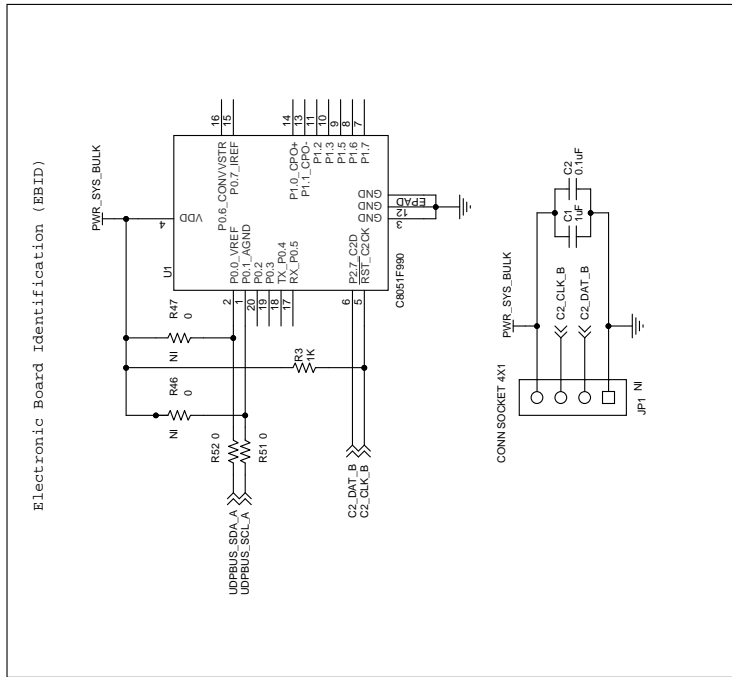 Electronic Board Identification (EBID)
PWR_SYS_BULK
R46
0
NI
R47
0
NI
R3
1K
R52 0
R51 0
UDPBUS_SDA_A
UDPBUS_SCL_A
C2_DAT_B
C2_CLK_B
U1
4
VDD
2
P0.0_VREF
1
P0.1_AGND
20
P0.2
19
P0.3
18
TX_P0.4
17
RX_P0.5
6
P2.7_C2D
5
RST_C2CK
C8051F990
P0.6_CONVVSTR
16
P0.7_IREF
15
P1.0_CPO+
14
P1.1_CPO-
13
P1.2
11
P1.3
10
P1.5
9
P1.6
8
P1.7
7
GND
GND
GND
3
12
EPAD
CONN SOCKET 4X1
JP1
NI
PWR_SYS_BULK
C2_CLK_B
C2_DAT_B
C1
1uF
C2
0.1uF